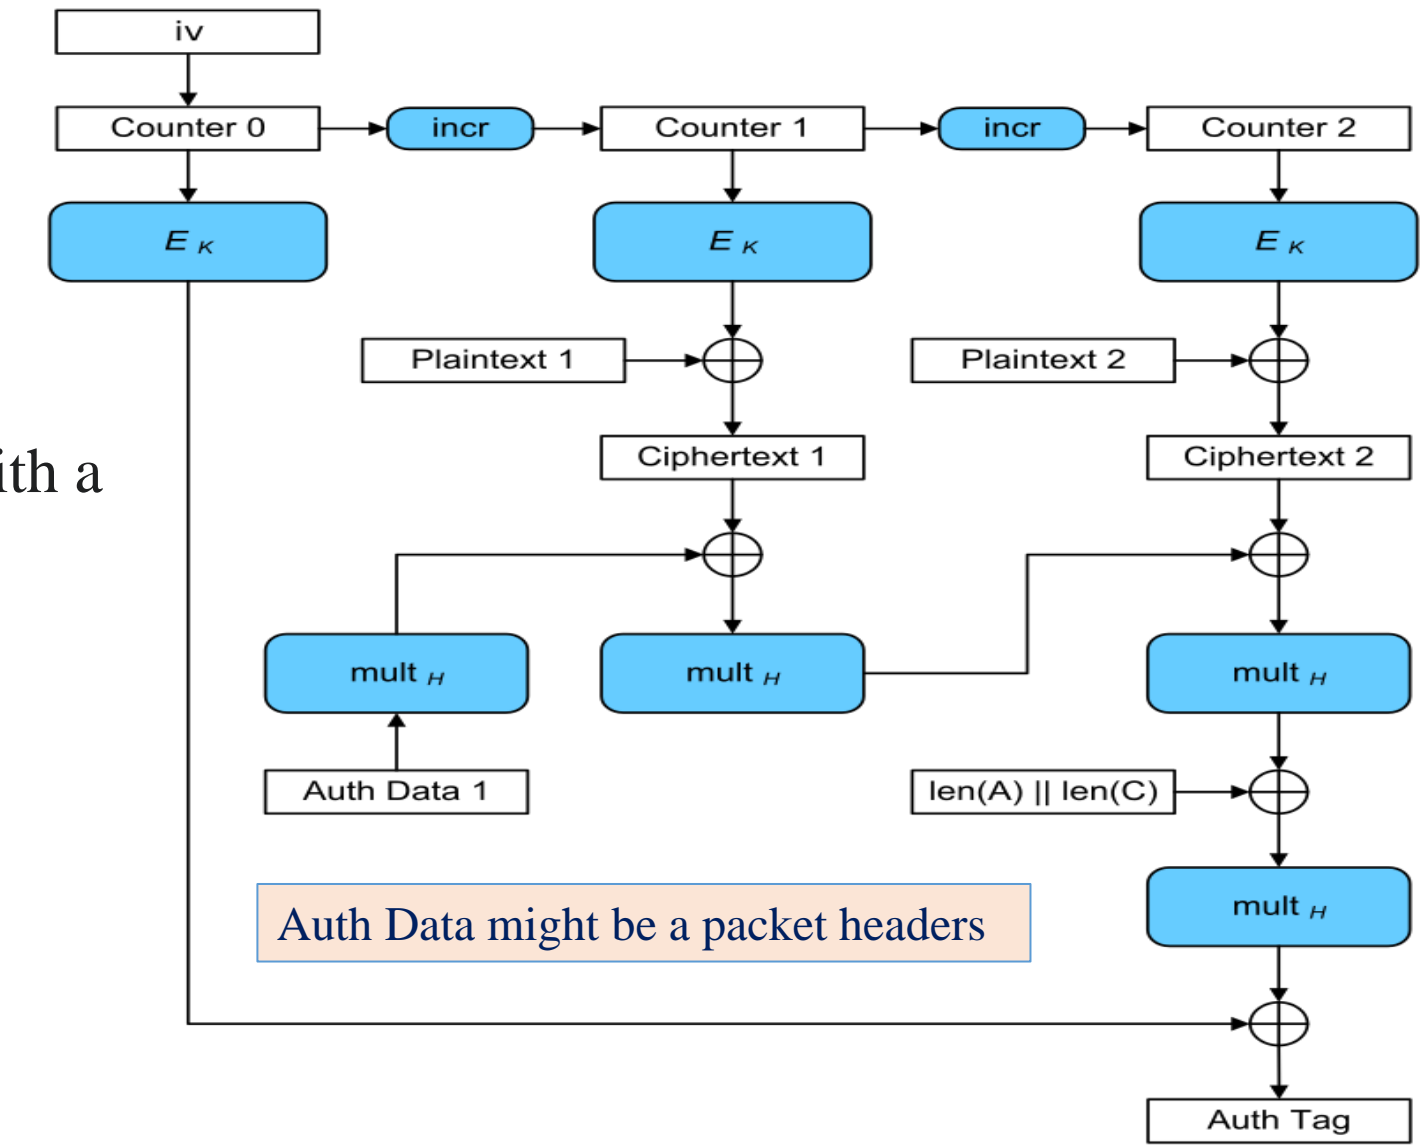 iv
Counter 0
incr
Counter 1
incr
Counter 2
E K
E K
E K
Plaintext 1
Plaintext 2
ith a
Ciphertext 1
Ciphertext 2
mult H
mult H
mult H
Auth Data 1
len(A) || len(C)
Auth Data might be a packet headers
mult H
Auth Tag